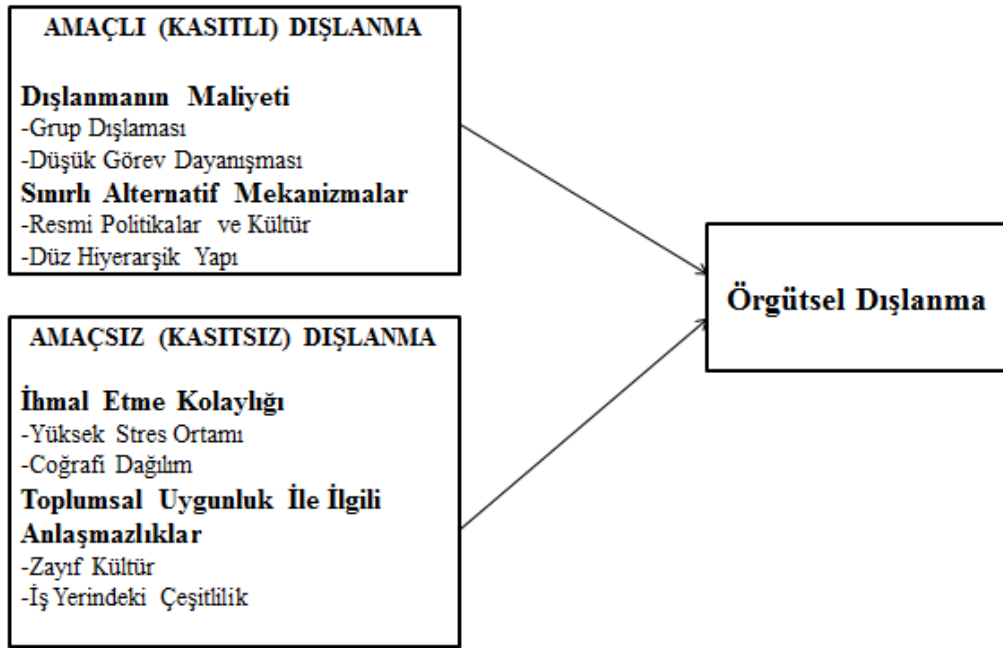 AMAÇLI (KASITLI) DIŞLANMA
Dışlanmanın Maliyeti
-Grup Dışlaması
-Düşük Görev Dayanışması
Sınırlı Alternatif Mekanizmalar
-Resmi Politikalar ve Kültür
-Düz Hiyerarşik Yapı
Örgütsel Dışlanma
AMAÇSIZ (KASITSIZ) DIŞLANMA
İhmal Etme Kolaylığı
-Yüksek Stres Ortamı
-Coğrafi Dağılım
Toplumsal Uygunluk İle İlgili
Anlaşmazlıklar
-Zayıf Kültür
-İş Yerindeki Çeşitlilik